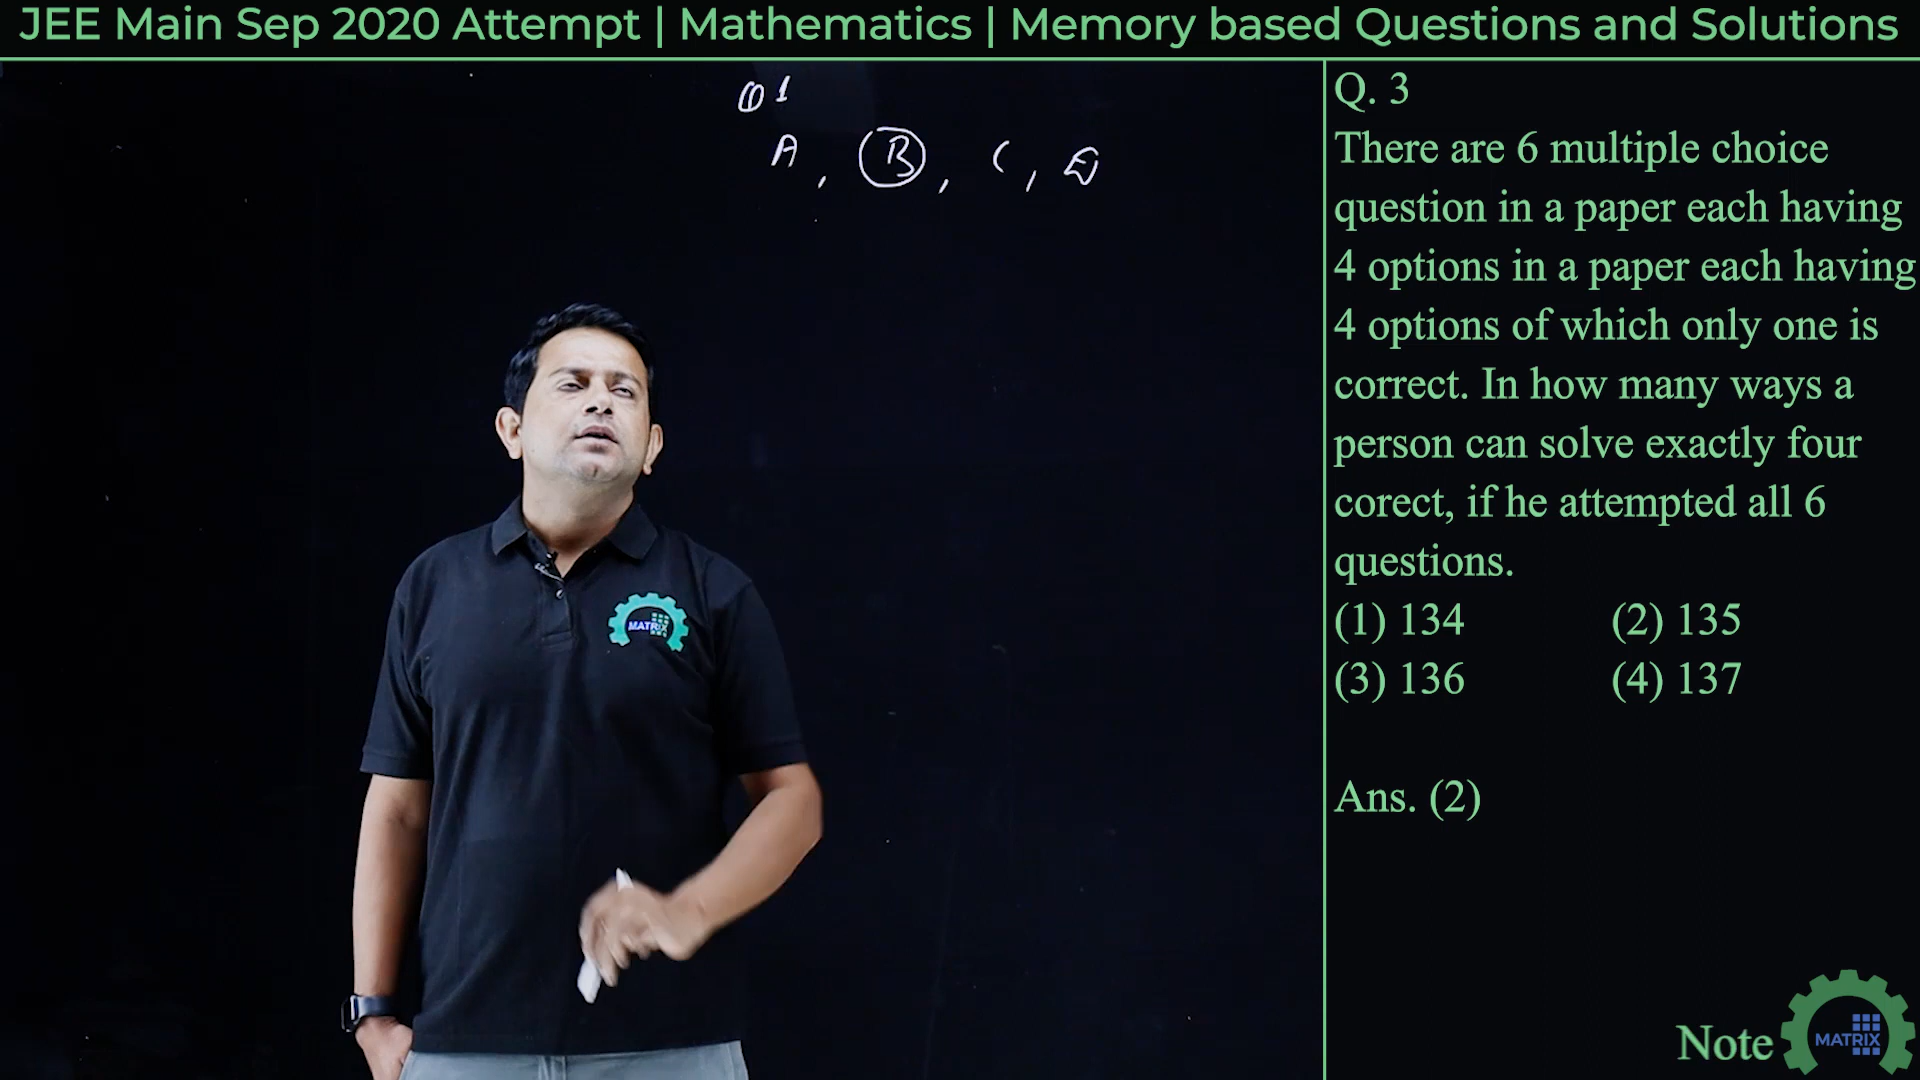 JEE Main Sep 2020 Attempt | Mathematics | Memory based Questions and Solutions
Q 1
A , B , C , D
MATRIX
Q. 3
There are 6 multiple choice
question in a paper each having
4 options in a paper each having
4 options of which only one is
correct. In how many ways a
person can solve exactly four
corect, if he attempted all 6
questions.
(1) 134 (2) 135
(3) 136 (4) 137
Ans. (2)
Note
MATRIX